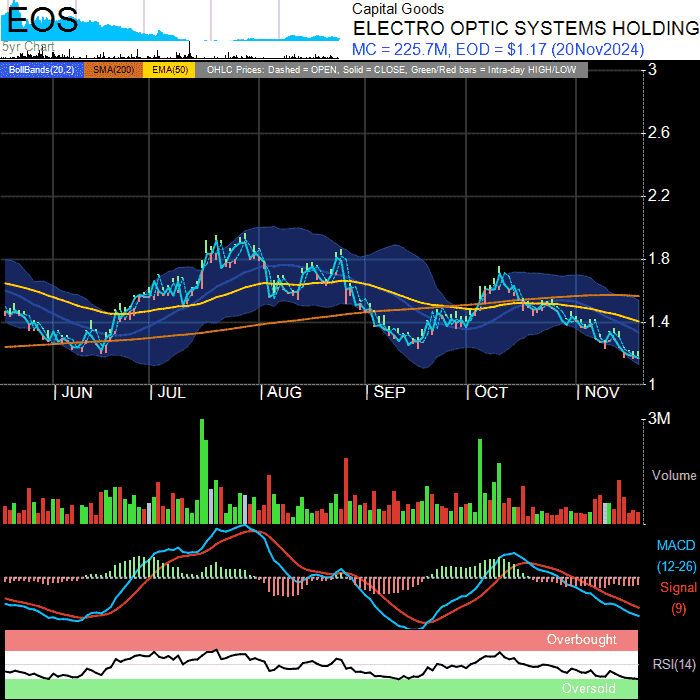 EOS
5yr Chart
Capital Goods
ELECTRO OPTIC SYSTEMS HOLDING
MC = 225.7M, EOD = $1.17 (20Nov2024)
BollBands(20,2) SMA(200) EMA(50) OHLC Prices: Dashed = OPEN, Solid = CLOSE, Green/Red bars = Intra-day HIGH/LOW
3
2.6
2.2
1.8
1.4
1
JUN JUL AUG SEP OCT NOV
3M
Volume
MACD
(12-26)
Signal
(9)
Overbought
RSI(14)
Oversold